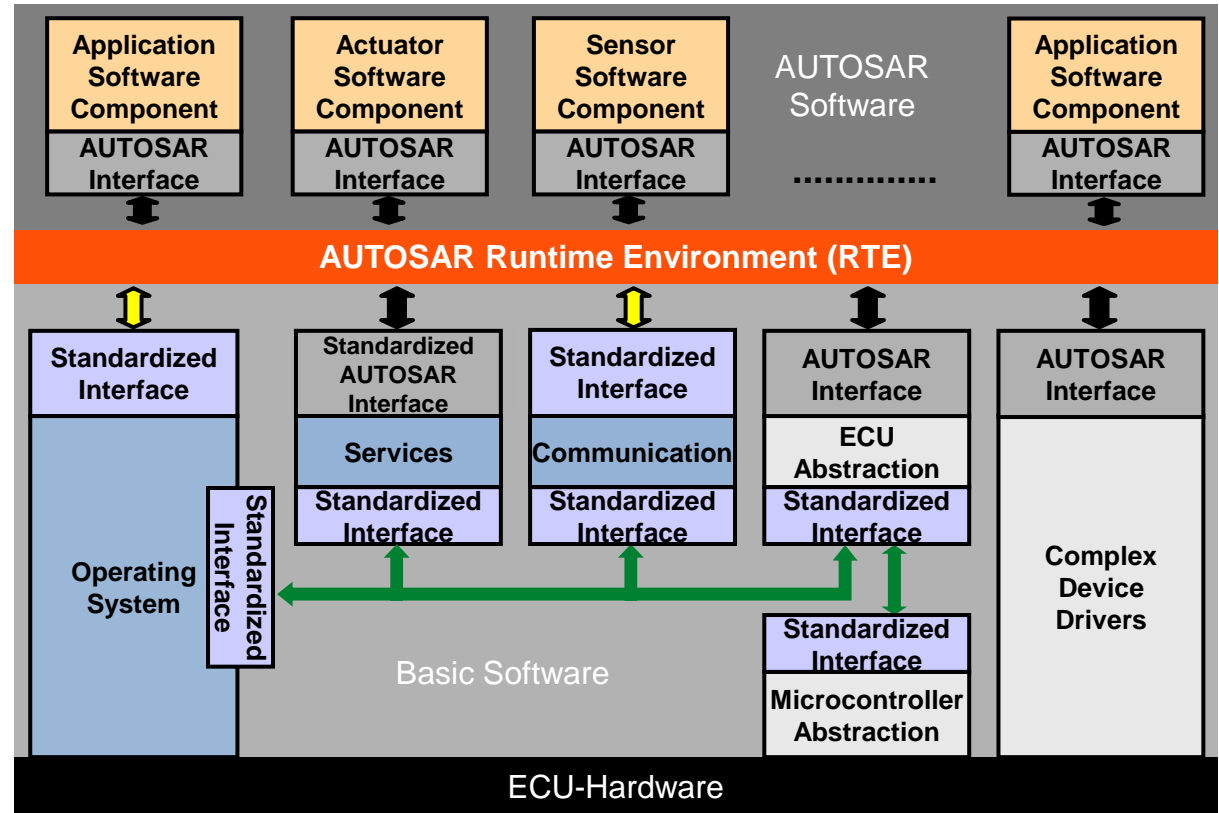 Application
Software
Component
AUTOSAR
Interface
Actuator
Software
Component
AUTOSAR
Interface
Sensor
Software
Component
AUTOSAR
Interface
AUTOSAR
Software
..............
Application
Software
Component
AUTOSAR
Interface
AUTOSAR Runtime Environment (RTE)
Standardized
Interface
Operating
System
Standardized
Interface
Standardized
AUTOSAR
Interface
Services
Standardized
Interface
Standardized
Interface
Communication
Standardized
Interface
AUTOSAR
Interface
ECU
Abstraction
Standardized
Interface
Standardized
Interface
Microcontroller
Abstraction
AUTOSAR
Interface
Complex
Device
Drivers
Basic Software
ECU-Hardware